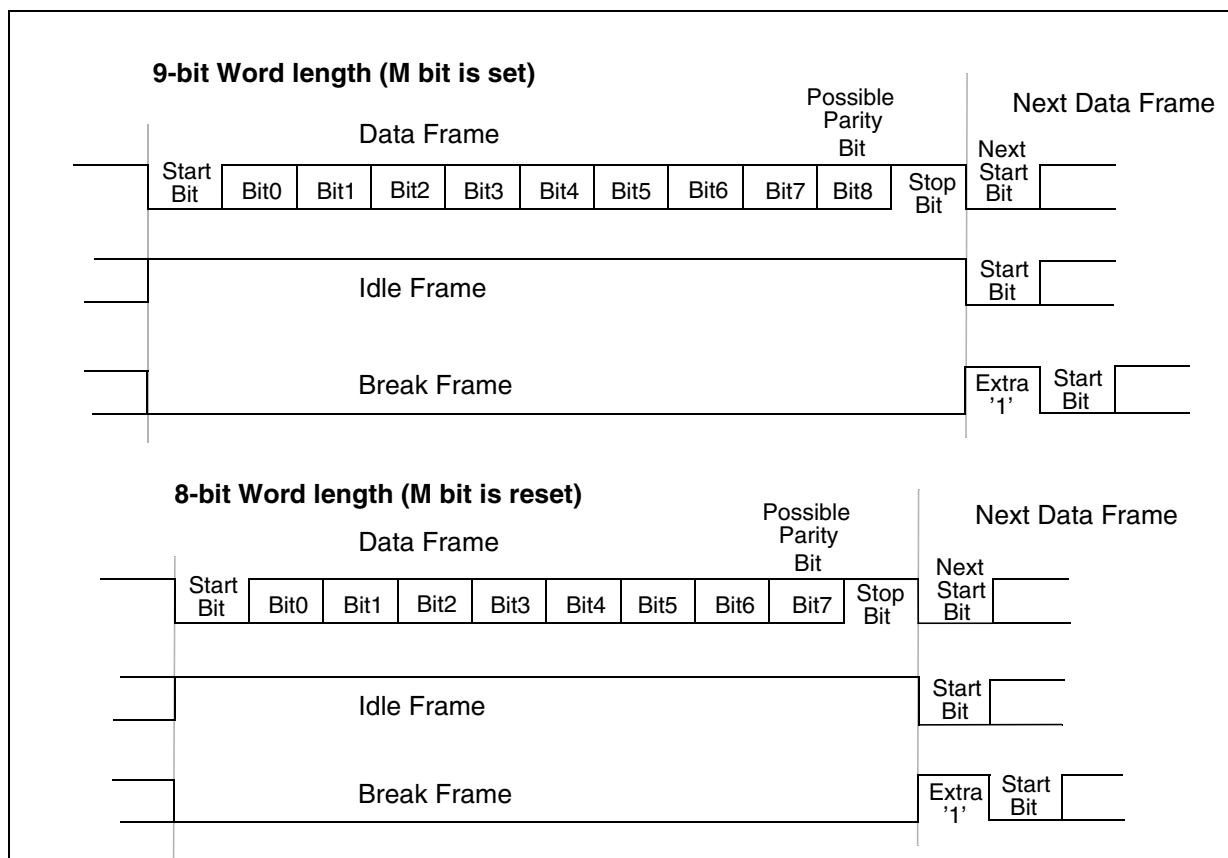 9-bit Word length (M bit is set)
Data Frame
Possible
Parity
Bit
Next Data Frame
Start
Bit
Bit0
Bit1
Bit2
Bit3
Bit4
Bit5
Bit6
Bit7
Bit8
Stop
Bit
Next
Start
Bit
Idle Frame
Start
Bit
Break Frame
Extra
'1'
Start
Bit
8-bit Word length (M bit is reset)
Data Frame
Possible
Parity
Bit
Next Data Frame
Start
Bit
Bit0
Bit1
Bit2
Bit3
Bit4
Bit5
Bit6
Bit7
Stop
Bit
Next
Start
Bit
Idle Frame
Start
Bit
Break Frame
Extra
'1'
Start
Bit